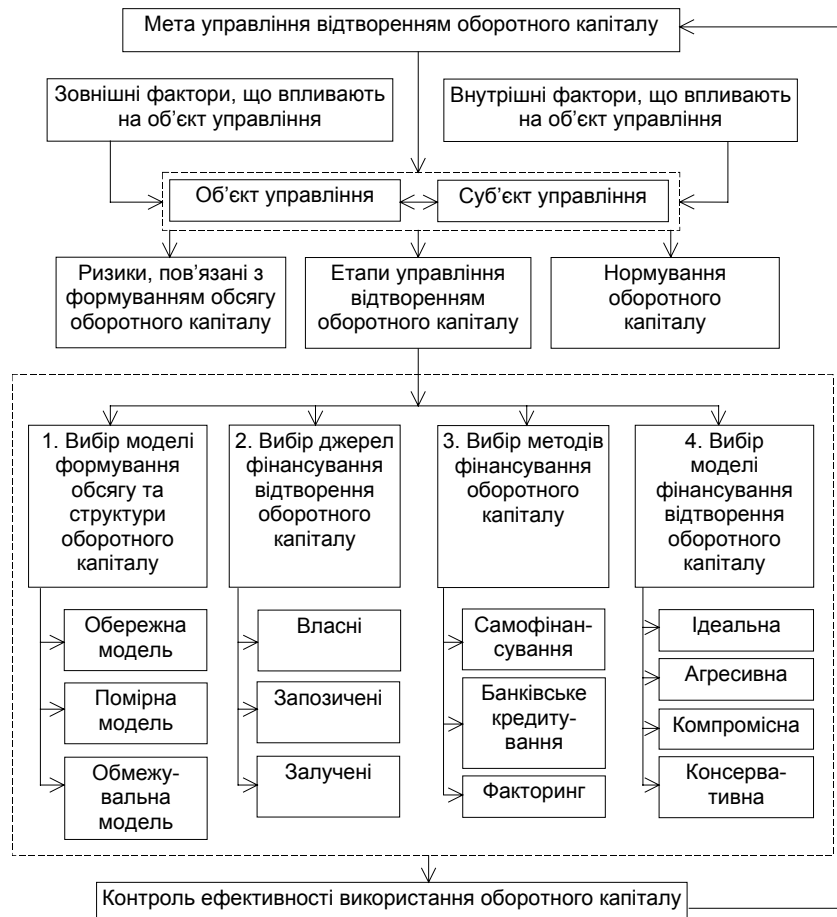 Мета управління відтворенням оборотного капіталу
Зовнішні фактори, що впливають
на об’єкт управління
Внутрішні фактори, що впливають
на об’єкт управління
Об’єкт управління
Суб’єкт управління
Ризики, пов’язані з
формуванням обсягу
оборотного капіталу
Етапи управління
відтворенням
оборотного капіталу
Нормування
оборотного
капіталу
1. Вибір моделі
формування
обсягу та
структури
оборотного
капіталу
2. Вибір джерел
фінансування
відтворення
оборотного
капіталу
3. Вибір методів
фінансування
оборотного
капіталу
4. Вибір
моделі
фінансування
відтворення
оборотного
капіталу
Обережна
модель
Помірна
модель
Обмежу-
вальна
модель
Власні
Запозичені
Залучені
Самофінан-
сування
Банківське
кредиту-
вання
Факторинг
Ідеальна
Агресивна
Компромісна
Консерва-
тивна
Контроль ефективності використання оборотного капіталу